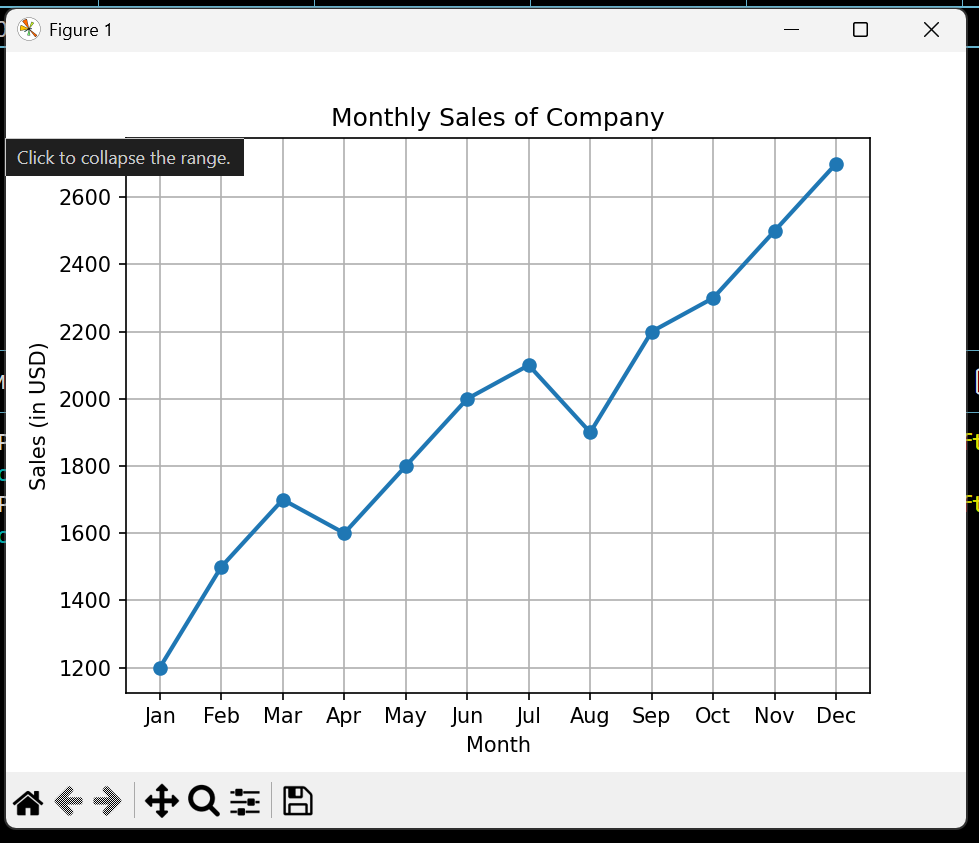 Figure 1
Monthly Sales of Company
Click to collapse the range.
2600
2400
2200
2000
1800
1600
1400
1200
Sales (in USD)
Jan Feb Mar Apr May Jun Jul Aug Sep Oct Nov Dec
Month